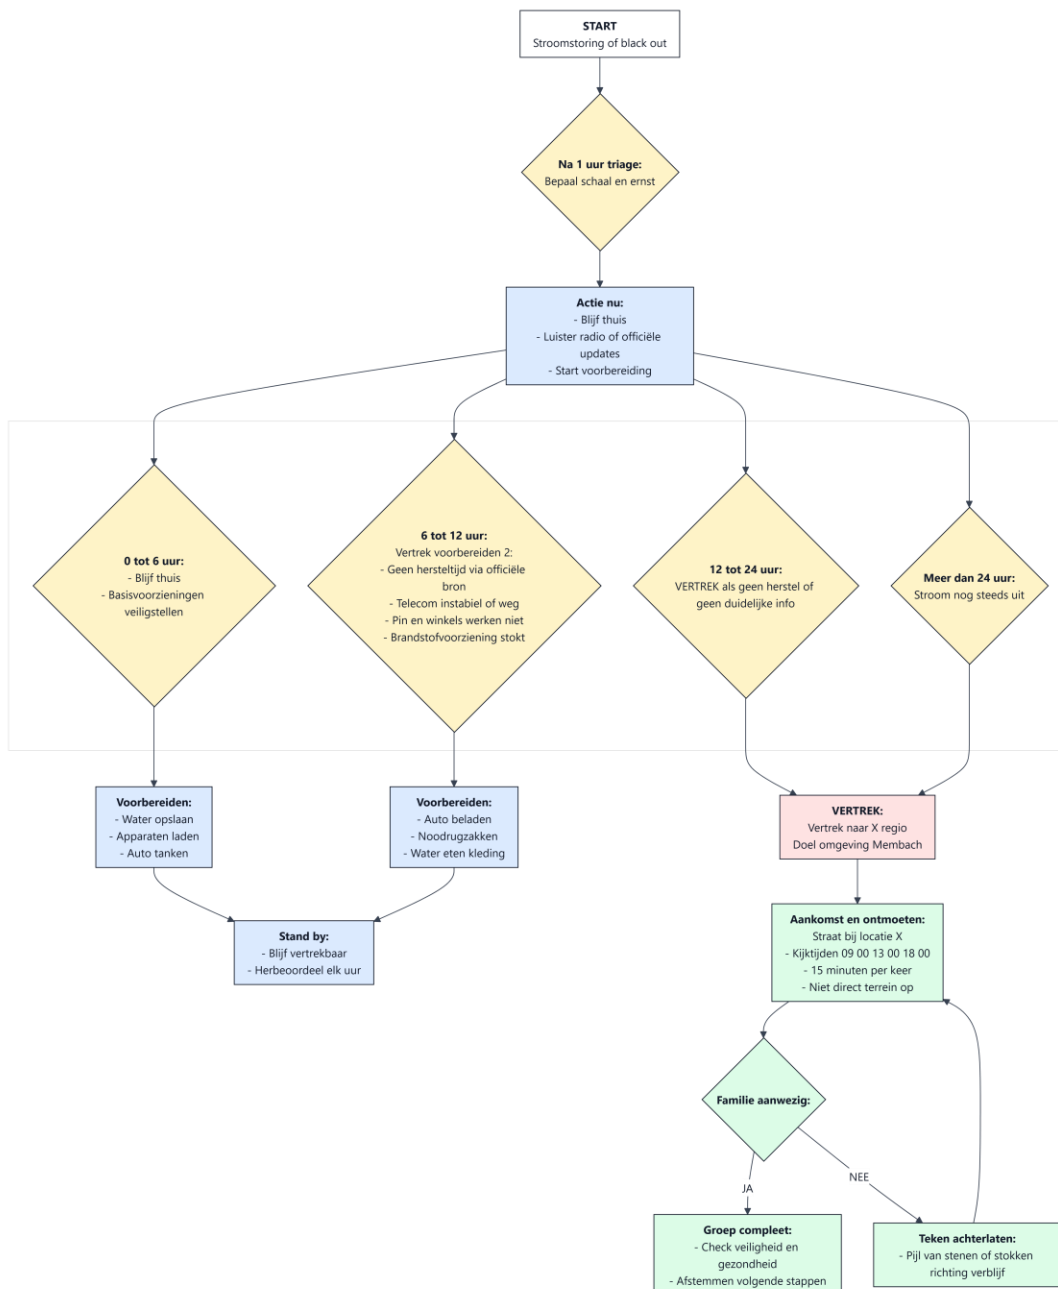 START
Stroomstoring of black out
Na 1 uur triage:
Bepaal schaal en ernst
Actie nu:
- Blijf thuis
- Luister radio of officiële
updates
- Start voorbereiding
0 tot 6 uur:
- Blijf thuis
- Basisvoorzieningen
veiligstellen
6 tot 12 uur:
Vertrek voorbereiden 2:
- Geen hersteltijd via officiële
bron
- Telecom instabiel of weg
- Pin en winkels werken niet
- Brandstofvoorziening stokt
12 tot 24 uur:
VERTREK als geen herstel of
geen duidelijke info
Meer dan 24 uur:
Stroom nog steeds uit
Voorbereiden:
- Water opslaan
- Apparaten laden
- Auto tanken
Voorbereiden:
- Auto beladen
- Noodrugzakken
- Water eten kleding
VERTREK:
Vertrek naar X regio
Doel omgeving Membach
Stand by:
- Blijf vertrekbaar
- Herbeoordeel elk uur
Aankomst en ontmoeten:
Straat bij locatie X
- Kijktijden 09 00 13 00 18 00
- 15 minuten per keer
- Niet direct terrein op
Familie aanwezig:
JA
NEE
Groep compleet:
- Check veiligheid en
gezondheid
- Afstemmen volgende stappen
Teken achterlaten:
- Pijl van stenen of stokken
richting verblijf